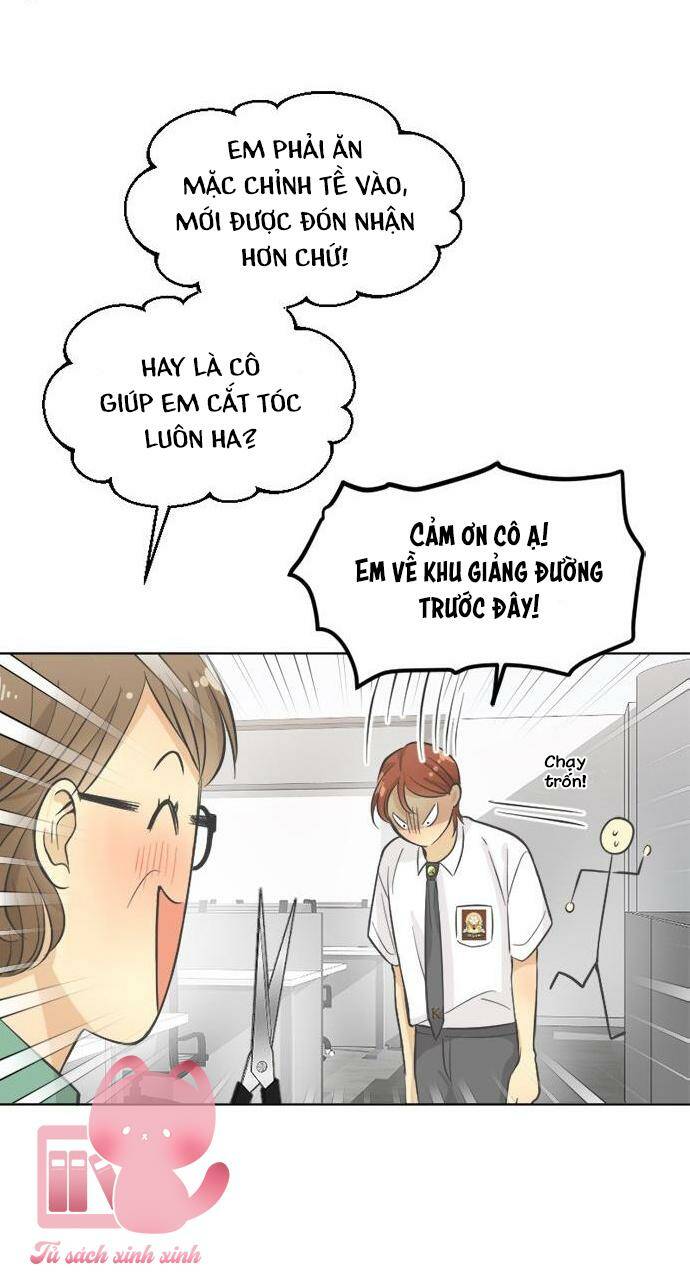 EM PHẢI ĂN
MẶC CHỈNH TỀ VÀO,
MỚI ĐƯỢC ĐÓN NHẬN
HƠN CHỨ!
HAY LÀ CÔ
GIÚP EM CẮT TÓC
LUÔN HA?
CẢM ƠN CÔ Ạ!
EM VỀ KHU GIẢNG ĐƯỜNG
TRƯỚC ĐÂY!
Chạy
trốn!
K
Tủ sách xinh xinh